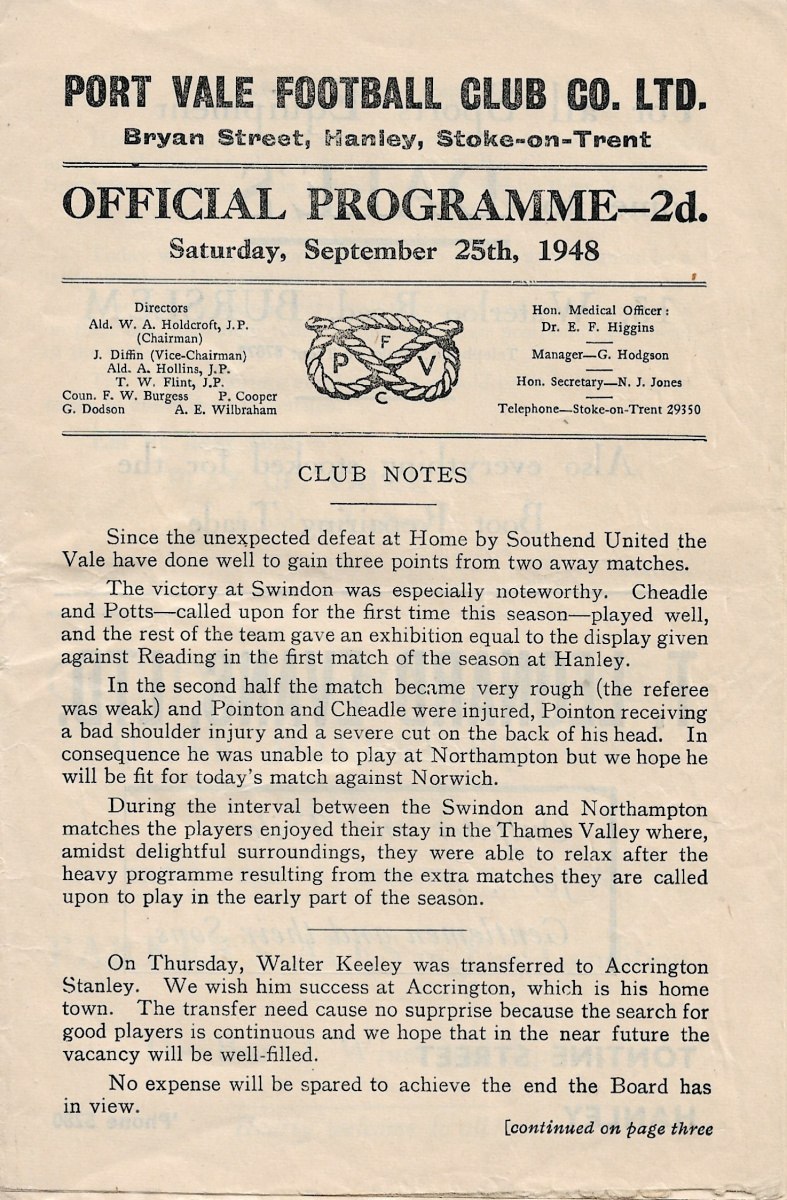 PORT VALE FOOTBALL CLUB CO. LTD.
Bryan Street, Hanley, Stoke-on-Trent
OFFICIAL PROGRAMME—2d.
Saturday, September 25th, 1948
Directors
Ald. W. A. Holdcroft, J.P.
(Chairman)
J. Diffin (Vice-Chairman)
Ald. A. Hollins, J.P.
T. W. Flint, J.P.
Coun. F. W. Burgess P. Cooper
G. Dodson A. E. Wilbraham
F
P V
C
Hon. Medical Officer :
Dr. E. F. Higgins
Manager—G. Hodgson
Hon. Secretary—N. J. Jones
Telephone—Stoke-on-Trent 29350
CLUB NOTES
Since the unexpected defeat at Home by Southend United the
Vale have done well to gain three points from two away matches.
The victory at Swindon was especially noteworthy. Cheadle
and Potts—called upon for the first time this season—played well,
and the rest of the team gave an exhibition equal to the display given
against Reading in the first match of the season at Hanley.
In the second half the match became very rough (the referee
was weak) and Pointon and Cheadle were injured, Pointon receiving
a bad shoulder injury and a severe cut on the back of his head. In
consequence he was unable to play at Northampton but we hope he
will be fit for today's match against Norwich.
During the interval between the Swindon and Northampton
matches the players enjoyed their stay in the Thames Valley where,
amidst delightful surroundings, they were able to relax after the
heavy programme resulting from the extra matches they are called
upon to play in the early part of the season.
On Thursday, Walter Keeley was transferred to Accrington
Stanley. We wish him success at Accrington, which is his home
town. The transfer need cause no suprprise because the search for
good players is continuous and we hope that in the near future the
vacancy will be well-filled.
No expense will be spared to achieve the end the Board has
in view.
[continued on page three